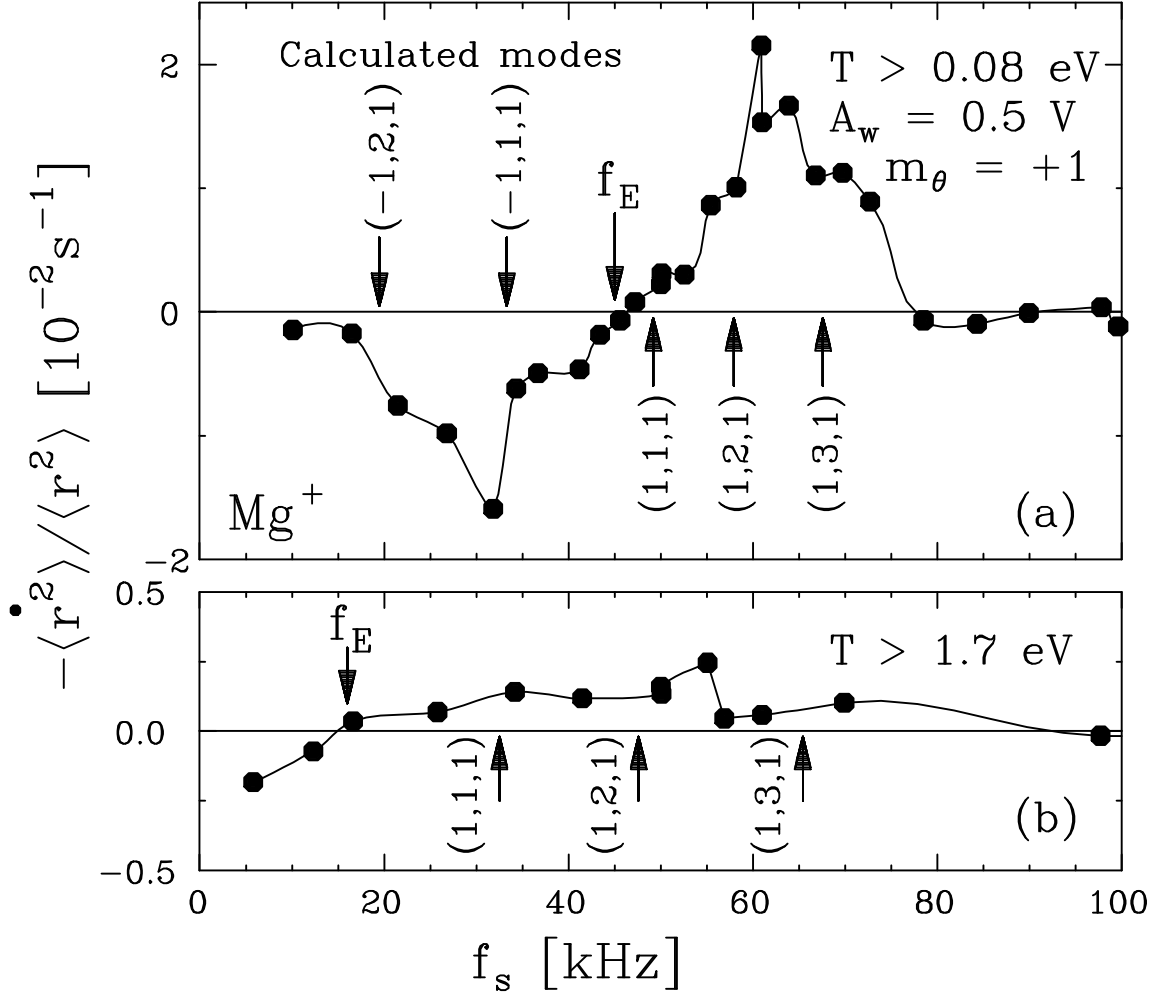 −⟨ṙ²⟩/⟨r²⟩ [10⁻²s⁻¹]
2
0
−2
Calculated modes
(−1,2,1)
(−1,1,1)
f_E
T > 0.08 eV
A_w = 0.5 V
m_θ = +1
(1,1,1)
(1,2,1)
(1,3,1)
Mg⁺
(a)
0.5
0.0
−0.5
f_E
T > 1.7 eV
(1,1,1)
(1,2,1)
(1,3,1)
(b)
0 20 40 60 80 100
f_s [kHz]